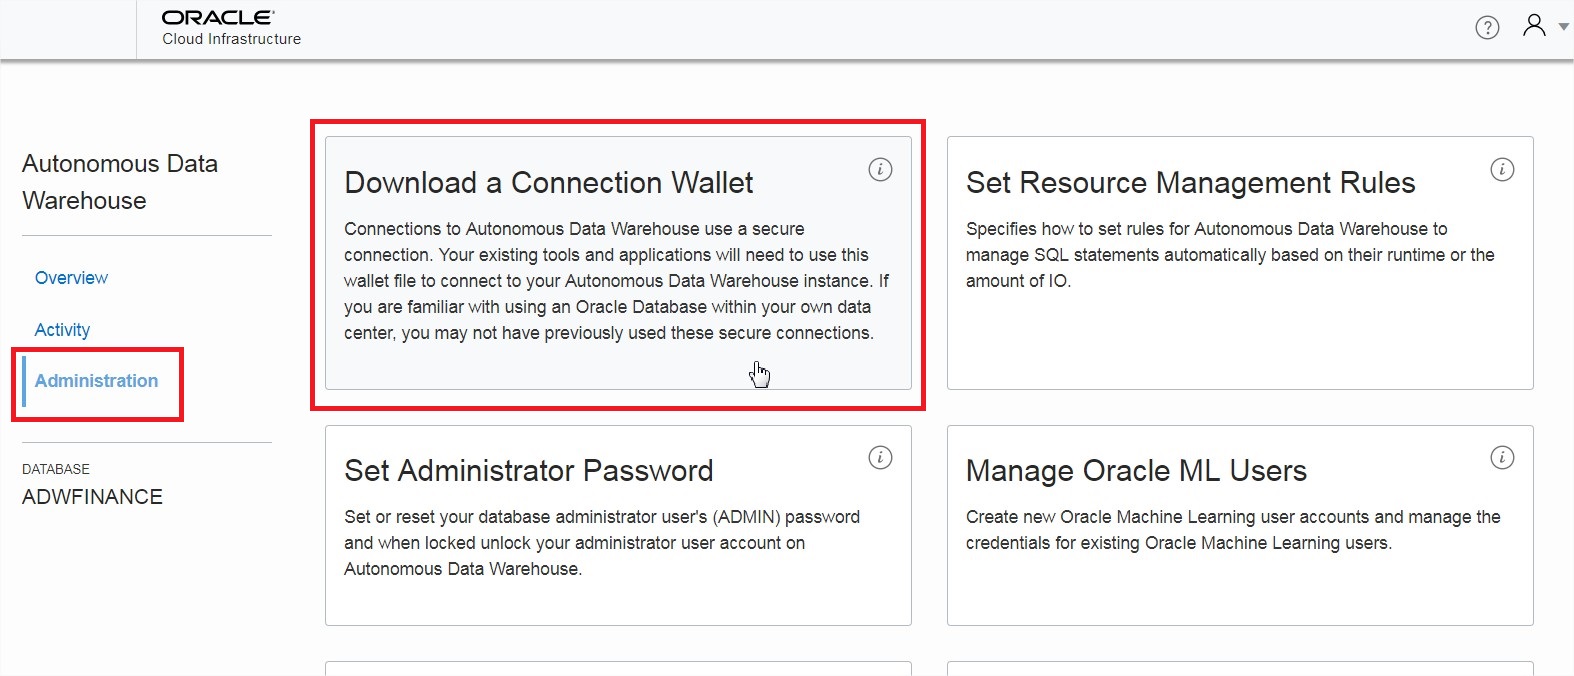 ORACLE
Cloud Infrastructure
Autonomous Data
Warehouse
Overview
Activity
Administration
DATABASE
ADWFINANCE
Download a Connection Wallet
Connections to Autonomous Data Warehouse use a secure
connection. Your existing tools and applications will need to use this
wallet file to connect to your Autonomous Data Warehouse instance. If
you are familiar with using an Oracle Database within your own data
center, you may not have previously used these secure connections.
Set Resource Management Rules
Specifies how to set rules for Autonomous Data Warehouse to
manage SQL statements automatically based on their runtime or the
amount of IO.
Set Administrator Password
Set or reset your database administrator user's (ADMIN) password
and when locked unlock your administrator user account on
Autonomous Data Warehouse.
Manage Oracle ML Users
Create new Oracle Machine Learning user accounts and manage the
credentials for existing Oracle Machine Learning users.